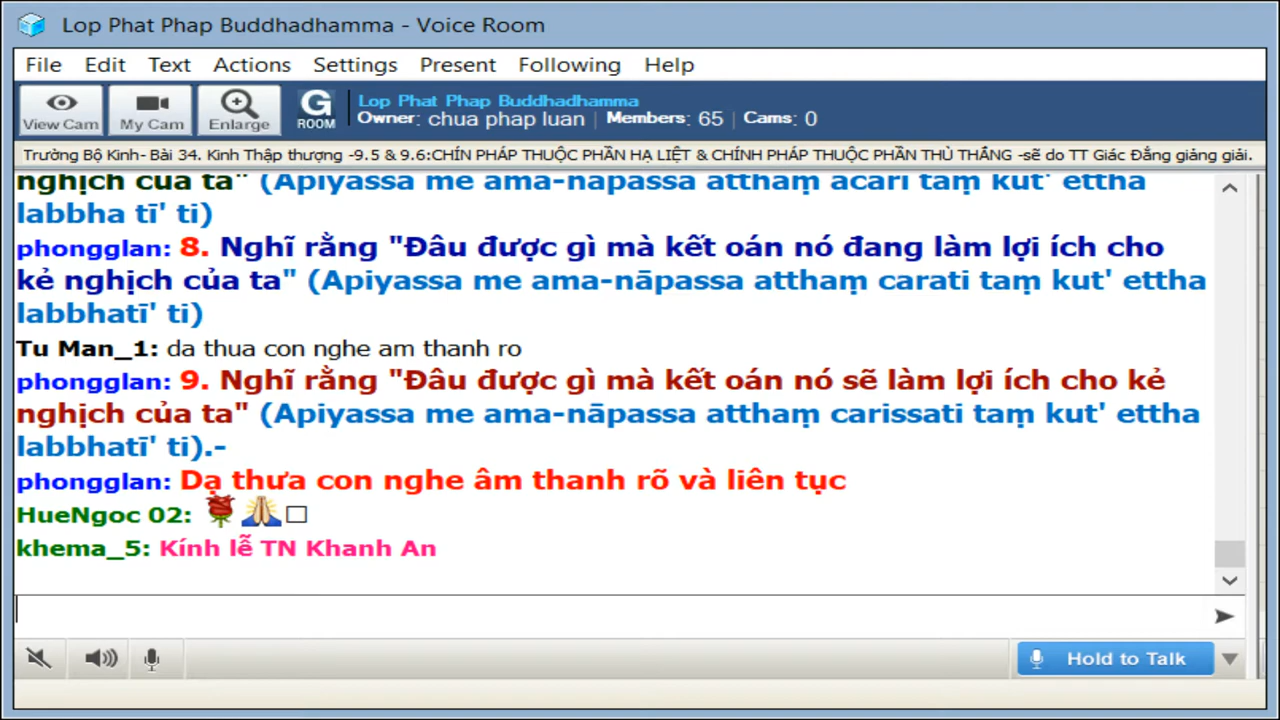 Lop Phat Phap Buddhadhamma - Voice Room
File Edit Text Actions Settings Present Following Help
View Cam My Cam Enlarge G ROOM
Lop Phat Phap Buddhadhamma
Owner: chua phap luan | Members: 65 | Cams: 0
Trường Bộ Kinh- Bài 34. Kinh Thập thượng -9.5 & 9.6:CHÍN PHÁP THUỘC PHẦN HẠ LIỆT & CHÍNH PHÁP THUỘC PHẦN THÙ THẮNG -sẽ do TT Giác Đẳng giảng giải.
nghịch của ta" (Apiyassa me ama-nāpassa atthaṃ acari taṃ kut' ettha
labbha tī' ti)
phongglan: 8. Nghĩ rằng "Đâu được gì mà kết oán nó đang làm lợi ích cho
kẻ nghịch của ta" (Apiyassa me ama-nāpassa atthaṃ carati taṃ kut' ettha
labbhatī' ti)
Tu Man_1: da thua con nghe am thanh ro
phongglan: 9. Nghĩ rằng "Đâu được gì mà kết oán nó sẽ làm lợi ích cho kẻ
nghịch của ta" (Apiyassa me ama-nāpassa atthaṃ carissati taṃ kut' ettha
labbhatī' ti).-
phongglan: Dạ thưa con nghe âm thanh rõ và liên tục
HueNgoc 02: 🌹🙏□
khema_5: Kính lễ TN Khanh An
Hold to Talk